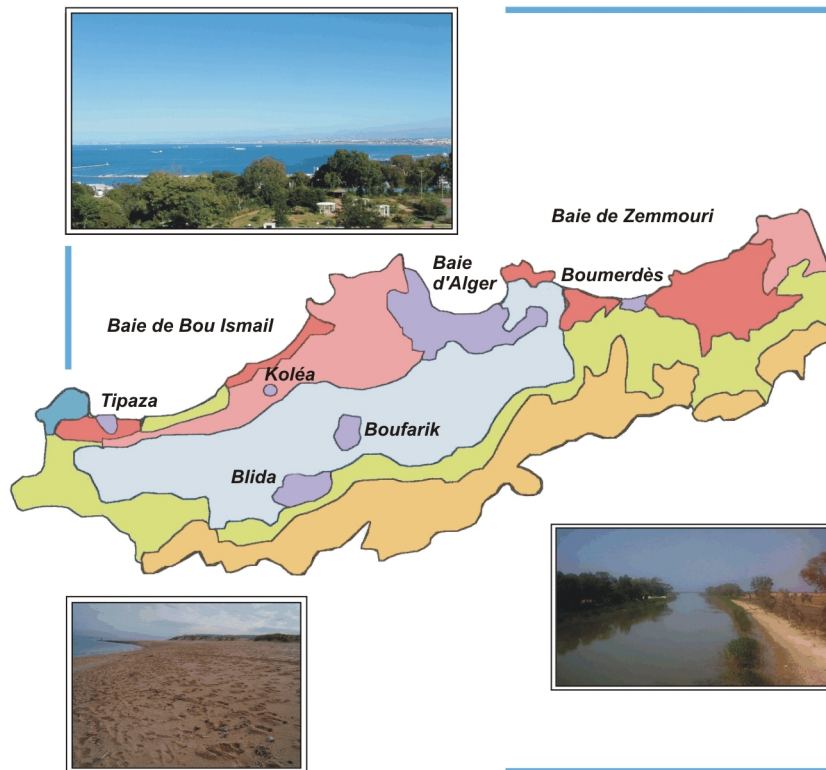 Baie de Zemmouri
Baie
d'Alger
Boumerdès
Baie de Bou Ismail
Koléa
Tipaza
Boufarik
Blida